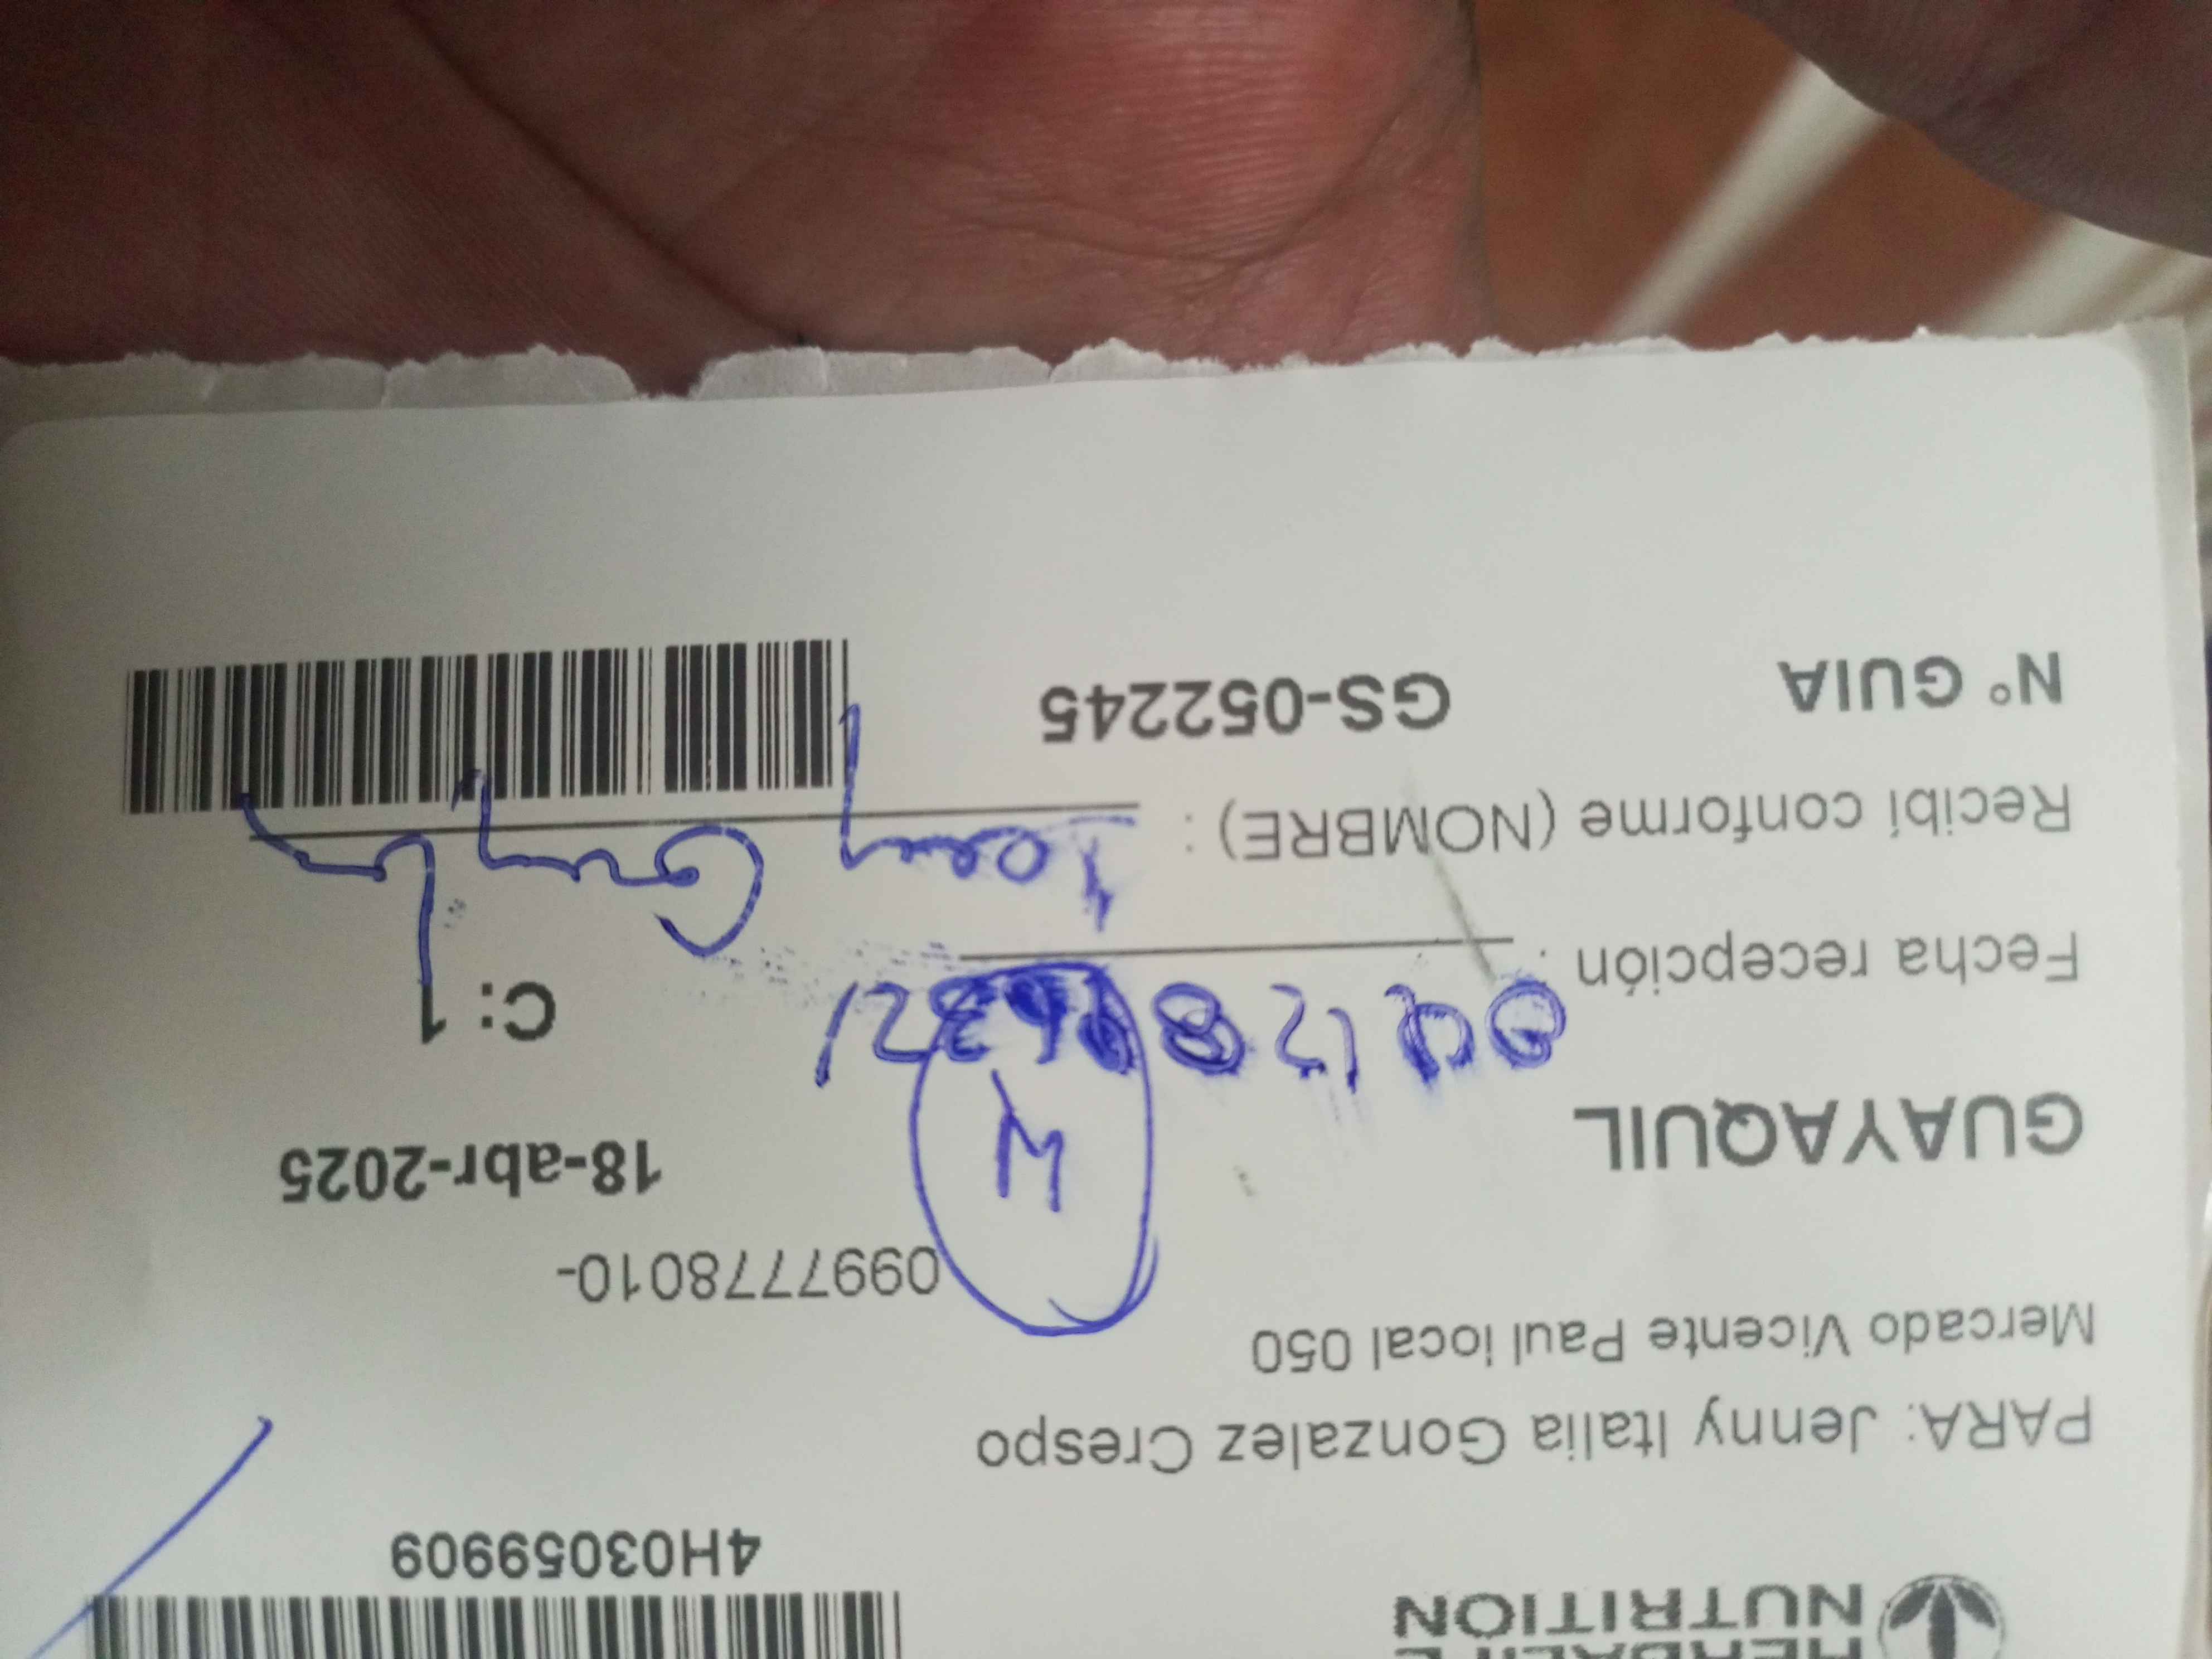 HERBALIFE
NUTRITION
4H03059909
PARA: Jenny Italia Gonzalez Crespo
Mercado Vicente Paul local 050
0997778010-
GUAYAQUIL
M
18-abr-2025
Fecha recepción :
C: 1
Recibí conforme (NOMBRE) :
N° GUIA GS-052245